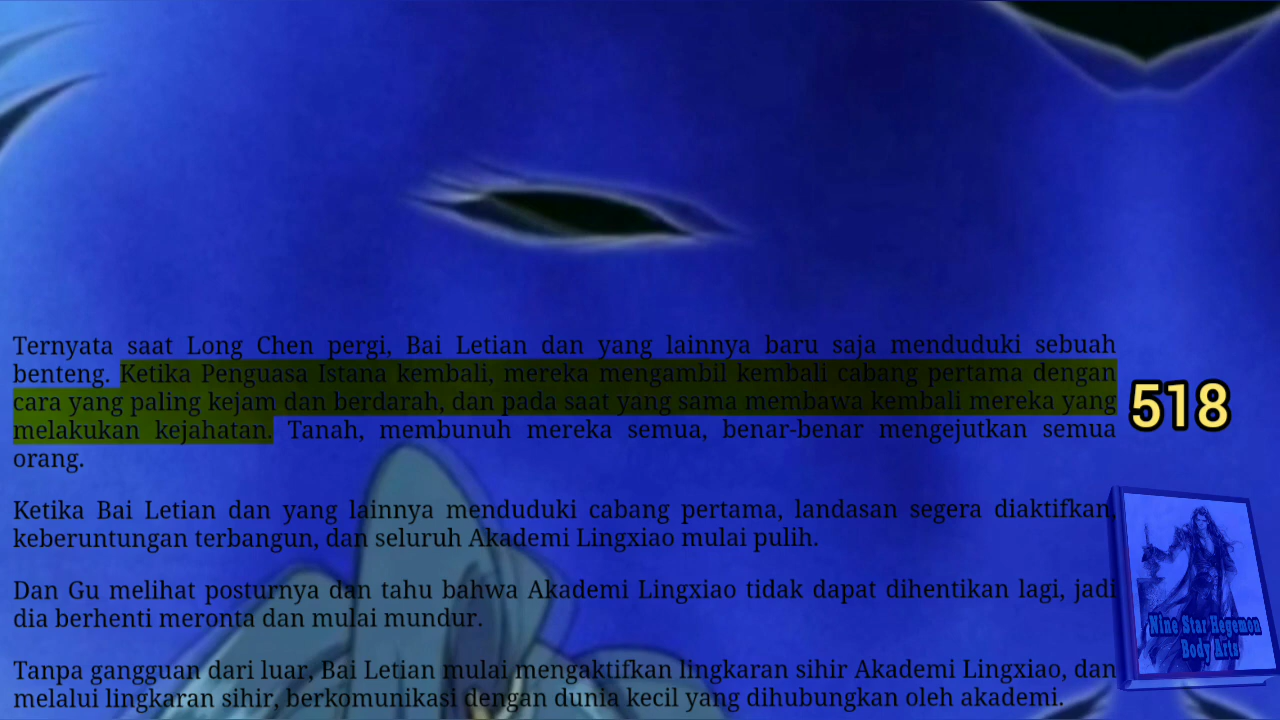 Ternyata saat Long Chen pergi, Bai Letian dan yang lainnya baru saja menduduki sebuah
benteng. Ketika Penguasa Istana kembali, mereka mengambil kembali cabang pertama dengan
cara yang paling kejam dan berdarah, dan pada saat yang sama membawa kembali mereka yang
melakukan kejahatan. Tanah, membunuh mereka semua, benar-benar mengejutkan semua
orang.
Ketika Bai Letian dan yang lainnya menduduki cabang pertama, landasan segera diaktifkan,
keberuntungan terbangun, dan seluruh Akademi Lingxiao mulai pulih.
Dan Gu melihat posturnya dan tahu bahwa Akademi Lingxiao tidak dapat dihentikan lagi, jadi
dia berhenti meronta dan mulai mundur.
Tanpa gangguan dari luar, Bai Letian mulai mengaktifkan lingkaran sihir Akademi Lingxiao, dan
melalui lingkaran sihir, berkomunikasi dengan dunia kecil yang dihubungkan oleh akademi.
518
Nine Star Hegemon
Body Arts